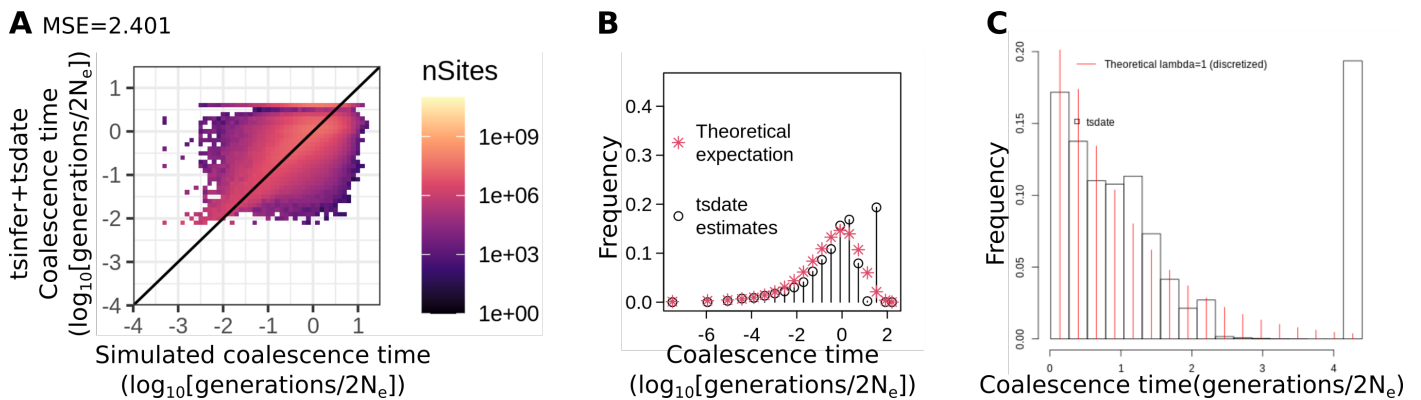 A MSE=2.401
tsinfer+tsdate
Coalescence time
(log10[generations/2Ne])
1
0
-1
-2
-3
-4
-4 -3 -2 -1 0 1
Simulated coalescence time
(log10[generations/2Ne])
nSites
1e+09
1e+06
1e+03
1e+00
B
Frequency
0.4
0.3
0.2
0.1
0.0
Theoretical
expectation
tsdate
estimates
-6 -4 -2 0 2
Coalescence time
(log10[generations/2Ne])
C
Frequency
0.20
0.15
0.10
0.05
0.00
Theoretical lambda=1 (discretized)
tsdate
0 1 2 3 4
Coalescence time(generations/2Ne)